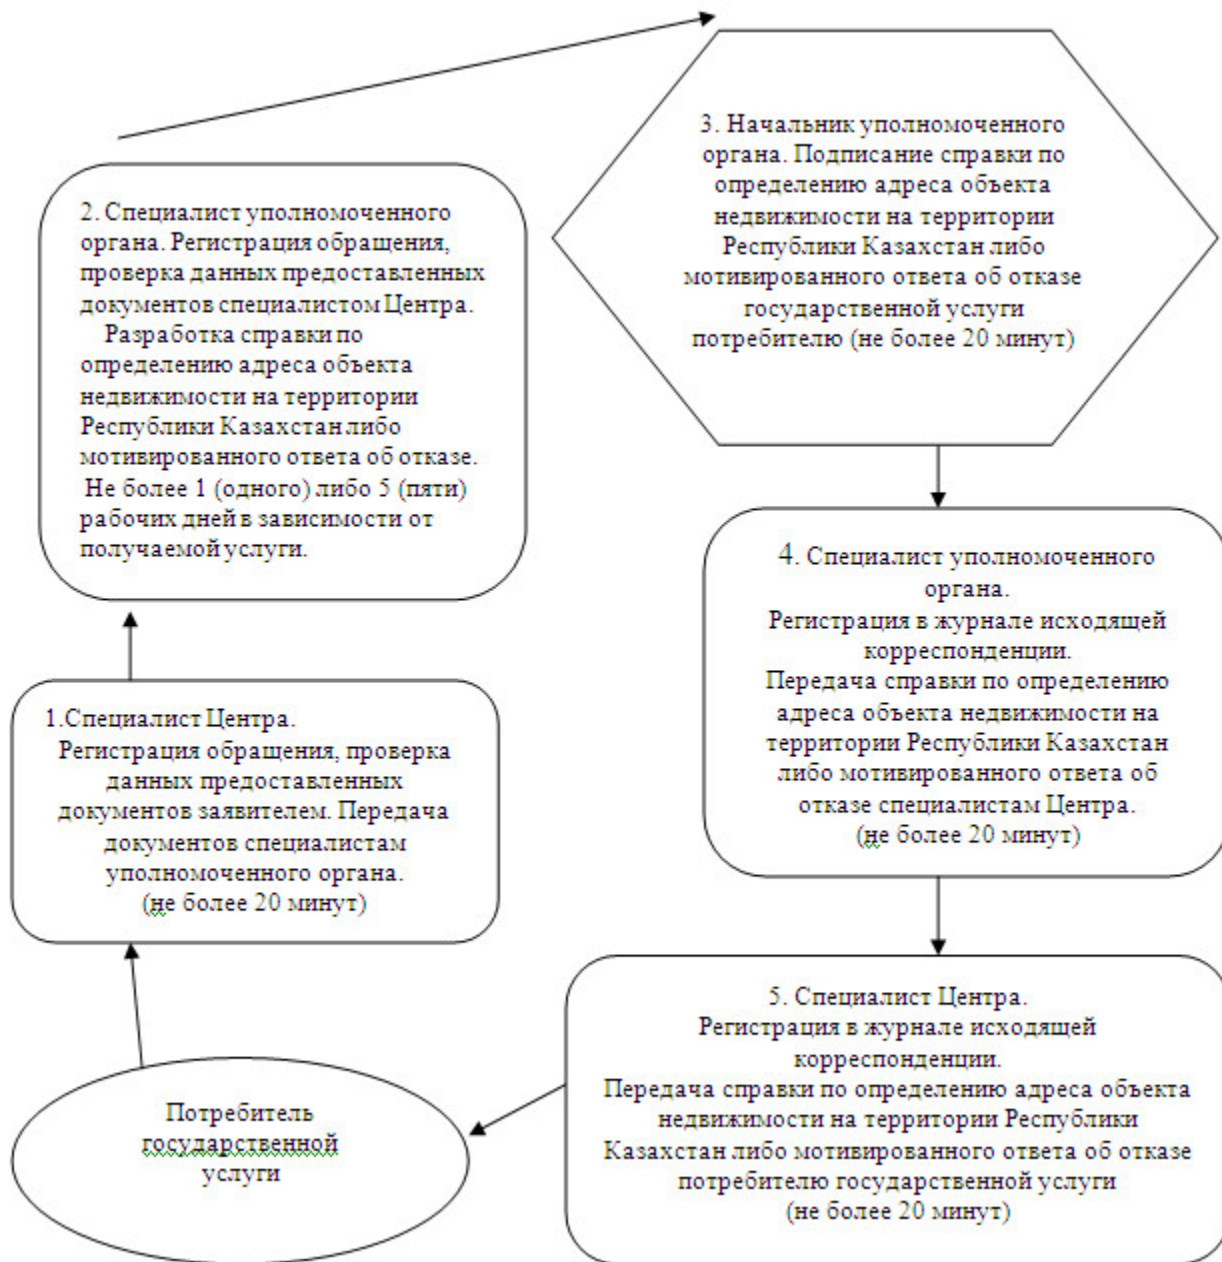 3. Начальник уполномоченного
органа. Подписание справки по
определению адреса объекта
недвижимости на территории
Республики Казахстан либо
мотивированного ответа об отказе
государственной услуги
потребителю (не более 20 минут)
2. Специалист уполномоченного
органа. Регистрация обращения,
проверка данных предоставленных
документов специалистом Центра.
Разработка справки по
определению адреса объекта
недвижимости на территории
Республики Казахстан либо
мотивированного ответа об отказе.
Не более 1 (одного) либо 5 (пяти)
рабочих дней в зависимости от
получаемой услуги.
4. Специалист уполномоченного
органа.
Регистрация в журнале исходящей
корреспонденции.
Передача справки по определению
адреса объекта недвижимости на
территории Республики Казахстан
либо мотивированного ответа об
отказе специалистам Центра.
(не более 20 минут)
1.Специалист Центра.
Регистрация обращения, проверка
данных предоставленных
документов заявителем. Передача
документов специалистам
уполномоченного органа.
(не более 20 минут)
5. Специалист Центра.
Регистрация в журнале исходящей
корреспонденции.
Передача справки по определению адреса объекта
недвижимости на территории Республики
Казахстан либо мотивированного ответа об отказе
потребителю государственной услуги
(не более 20 минут)
Потребитель
государственной
услуги